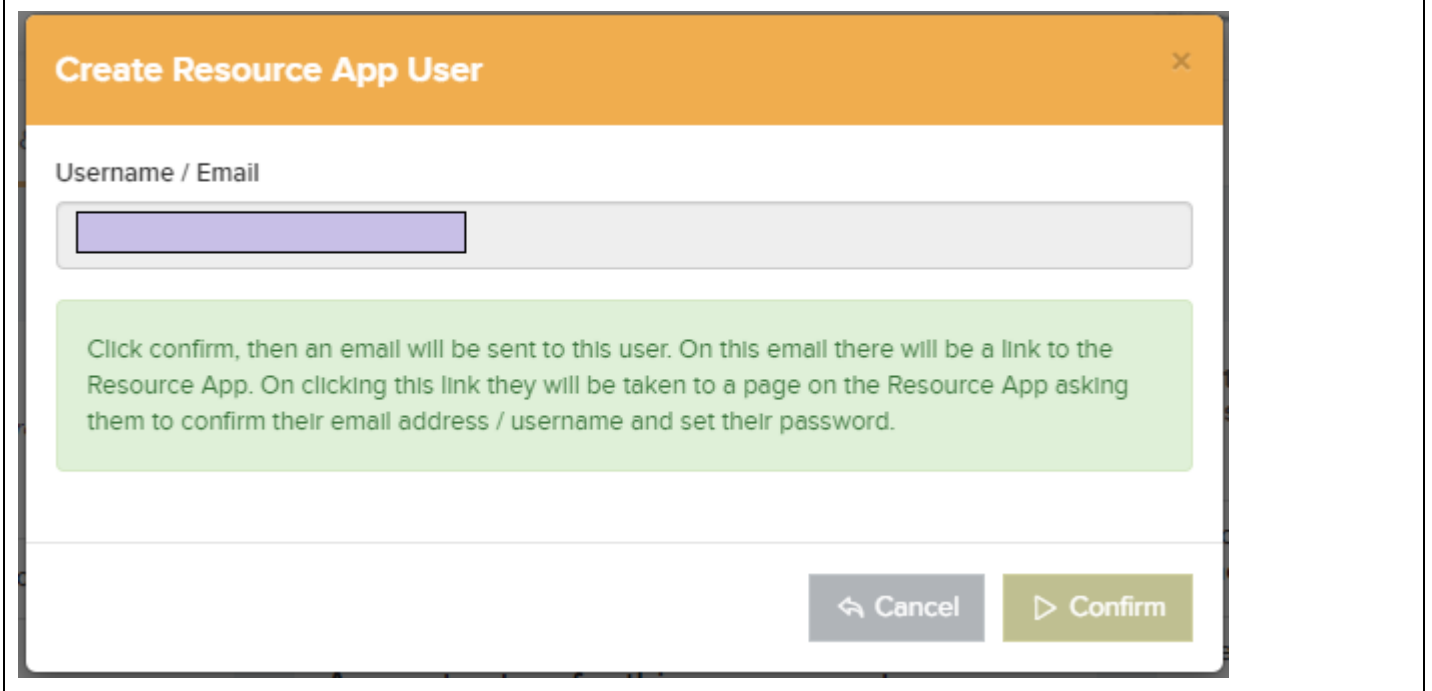 Create Resource App User
×
Username / Email
Click confirm, then an email will be sent to this user. On this email there will be a link to the
Resource App. On clicking this link they will be taken to a page on the Resource App asking
them to confirm their email address / username and set their password.
Cancel
Confirm